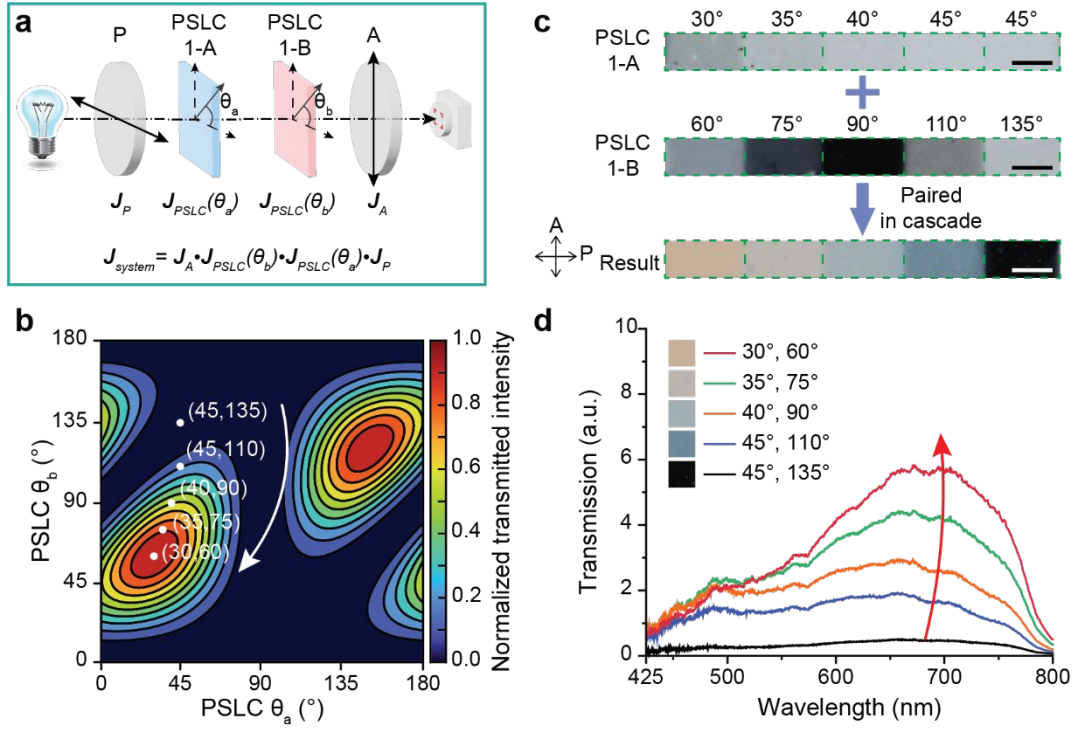 a
P
PSLC
1-A
PSLC
1-B
A
θa
θb
JP JPSLC(θa) JPSLC(θb) JA
Jsystem = JA•JPSLC(θb)•JPSLC(θa)•JP
b
180
135
90
45
0
PSLC θb (°)
(45,135)
(45,110)
(40,90)
(35,75)
(30,60)
0 45 90 135 180
PSLC θa (°)
1.0
0.8
0.6
0.4
0.2
0.0
Normalized transmitted intensity
c
30° 35° 40° 45° 45°
PSLC
1-A
60° 75° 90° 110° 135°
PSLC
1-B
Paired
in cascade
A
P
Result
d
10
8
6
4
2
0
Transmission (a.u.)
30°, 60°
35°, 75°
40°, 90°
45°, 110°
45°, 135°
425 500 600 700 800
Wavelength (nm)